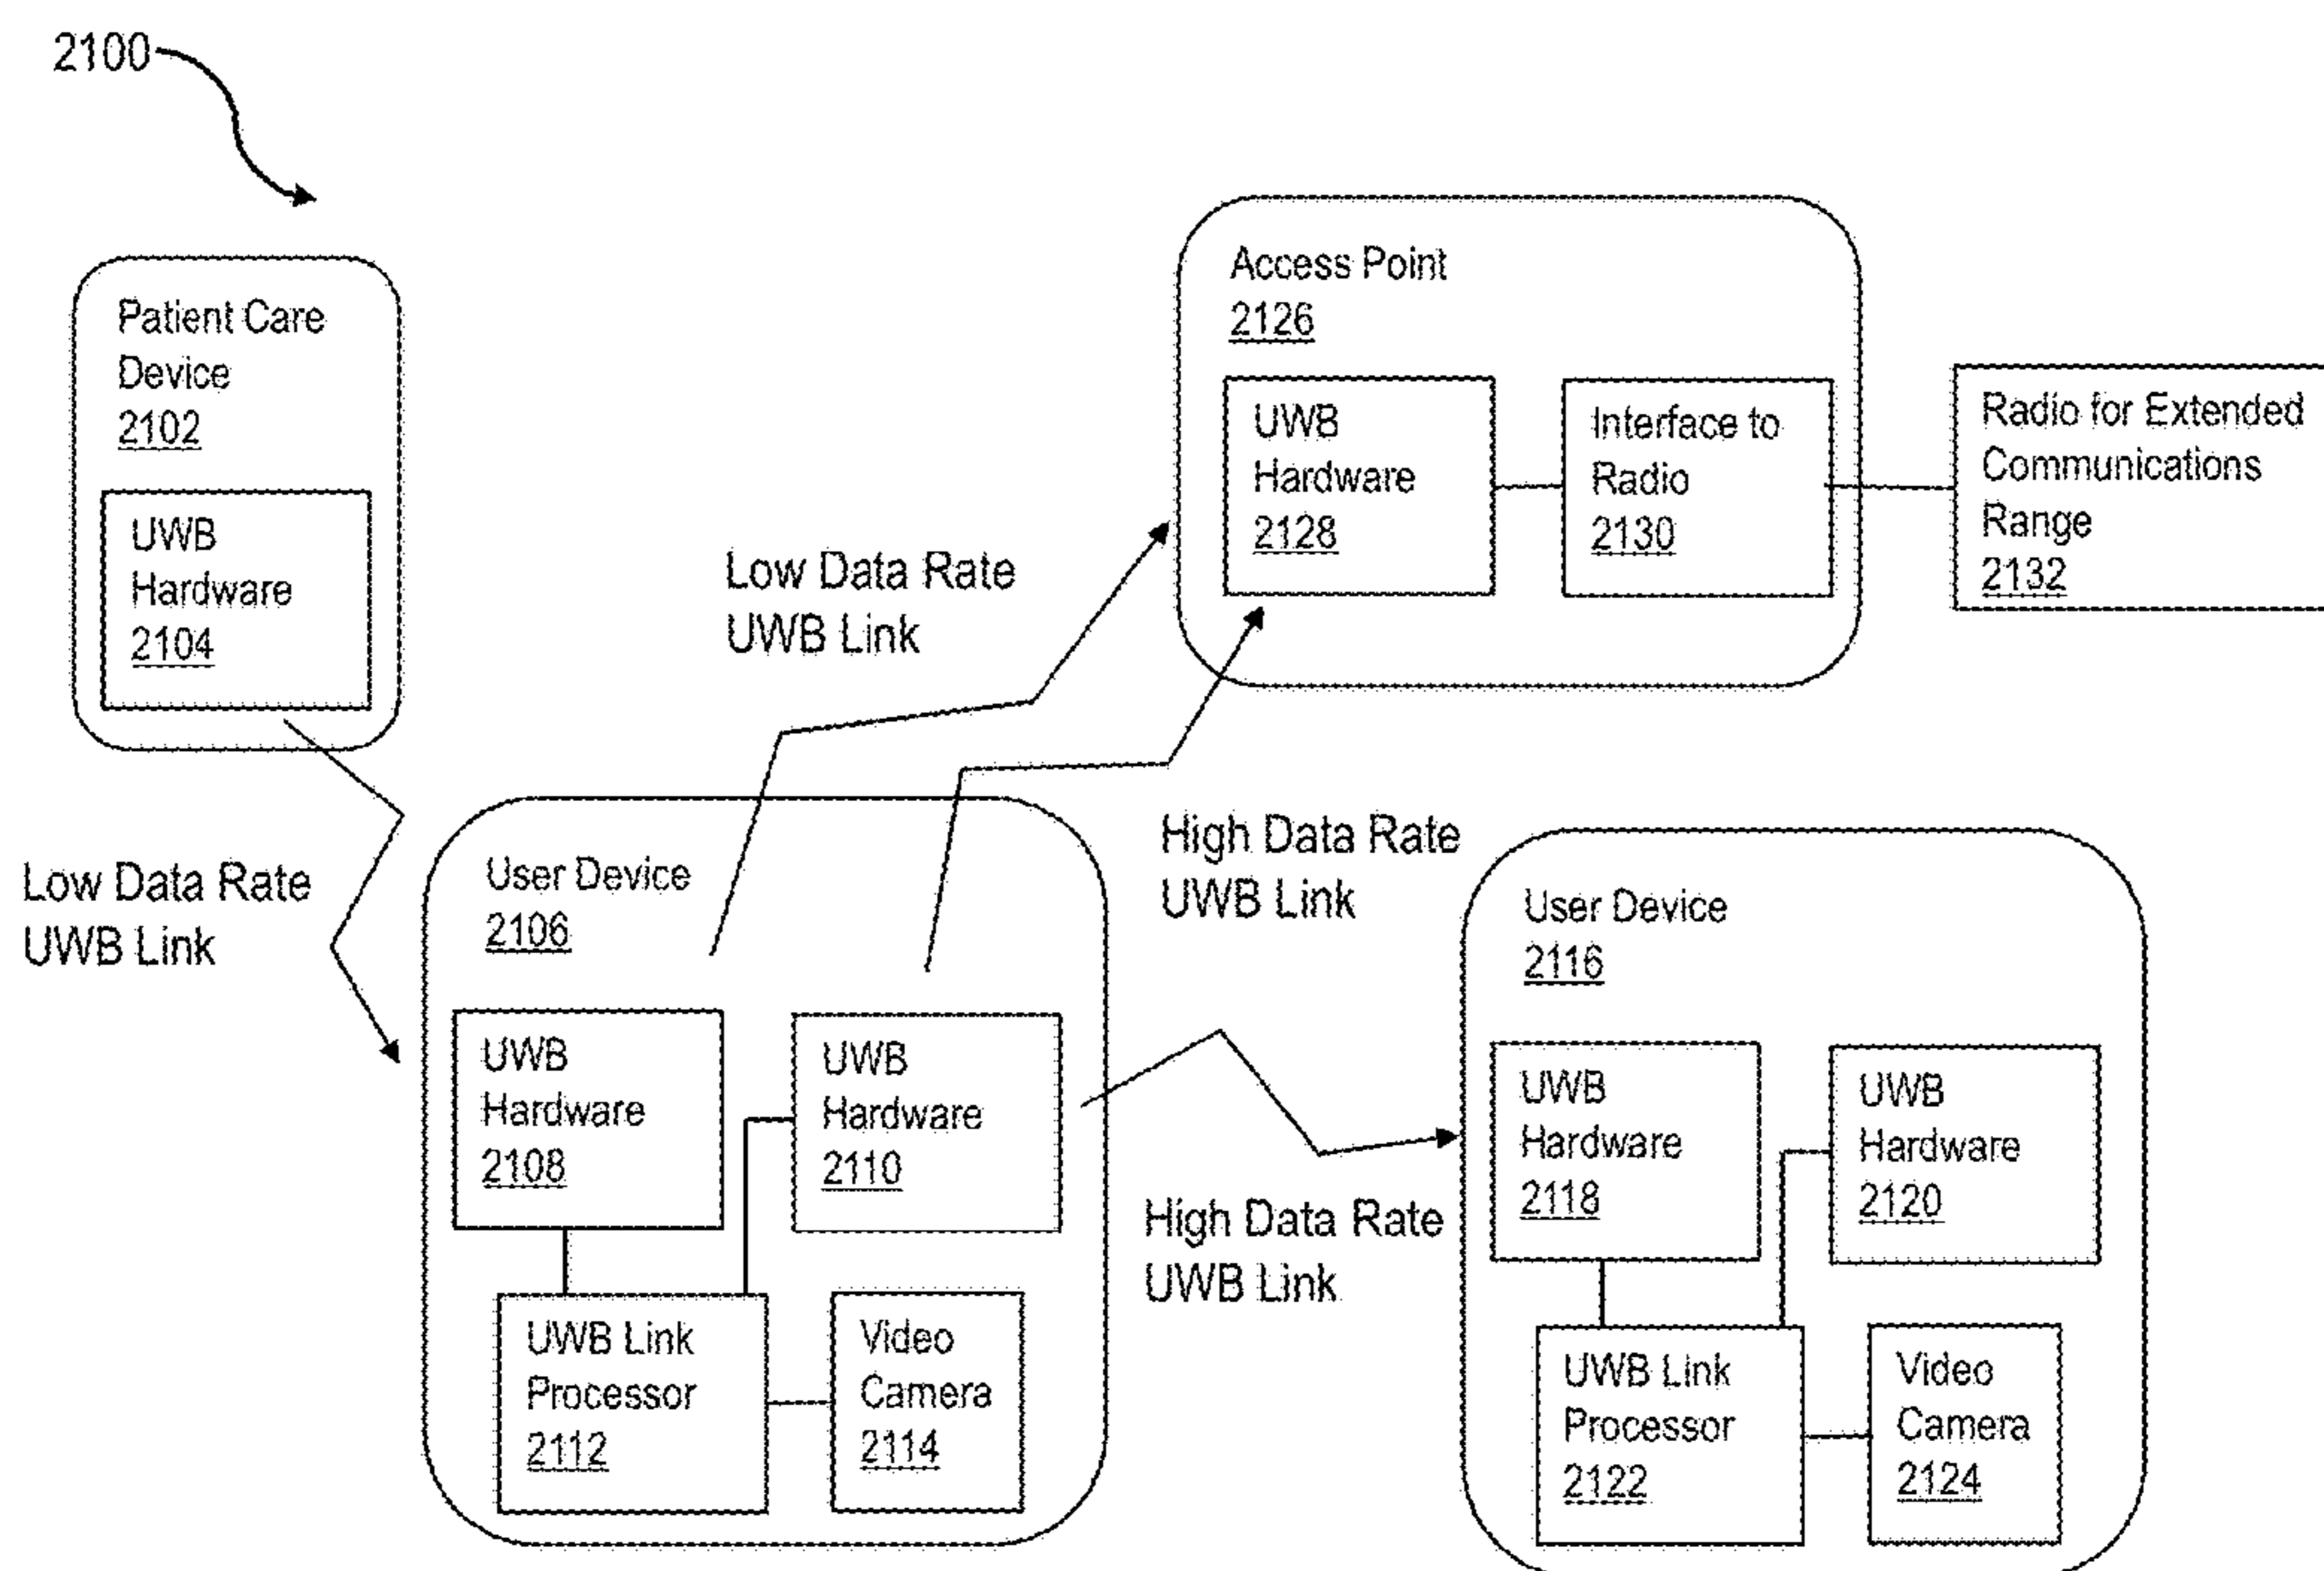 2100
Patient Care
Device
2102
UWB
Hardware
2104
Low Data Rate
UWB Link
Low Data Rate
UWB Link
Access Point
2126
UWB
Hardware
2128
Interface to
Radio
2130
Radio for Extended
Communications
Range
2132
High Data Rate
UWB Link
User Device
2106
UWB
Hardware
2108
UWB
Hardware
2110
UWB Link
Processor
2112
Video
Camera
2114
High Data Rate
UWB Link
User Device
2116
UWB
Hardware
2118
UWB
Hardware
2120
UWB Link
Processor
2122
Video
Camera
2124